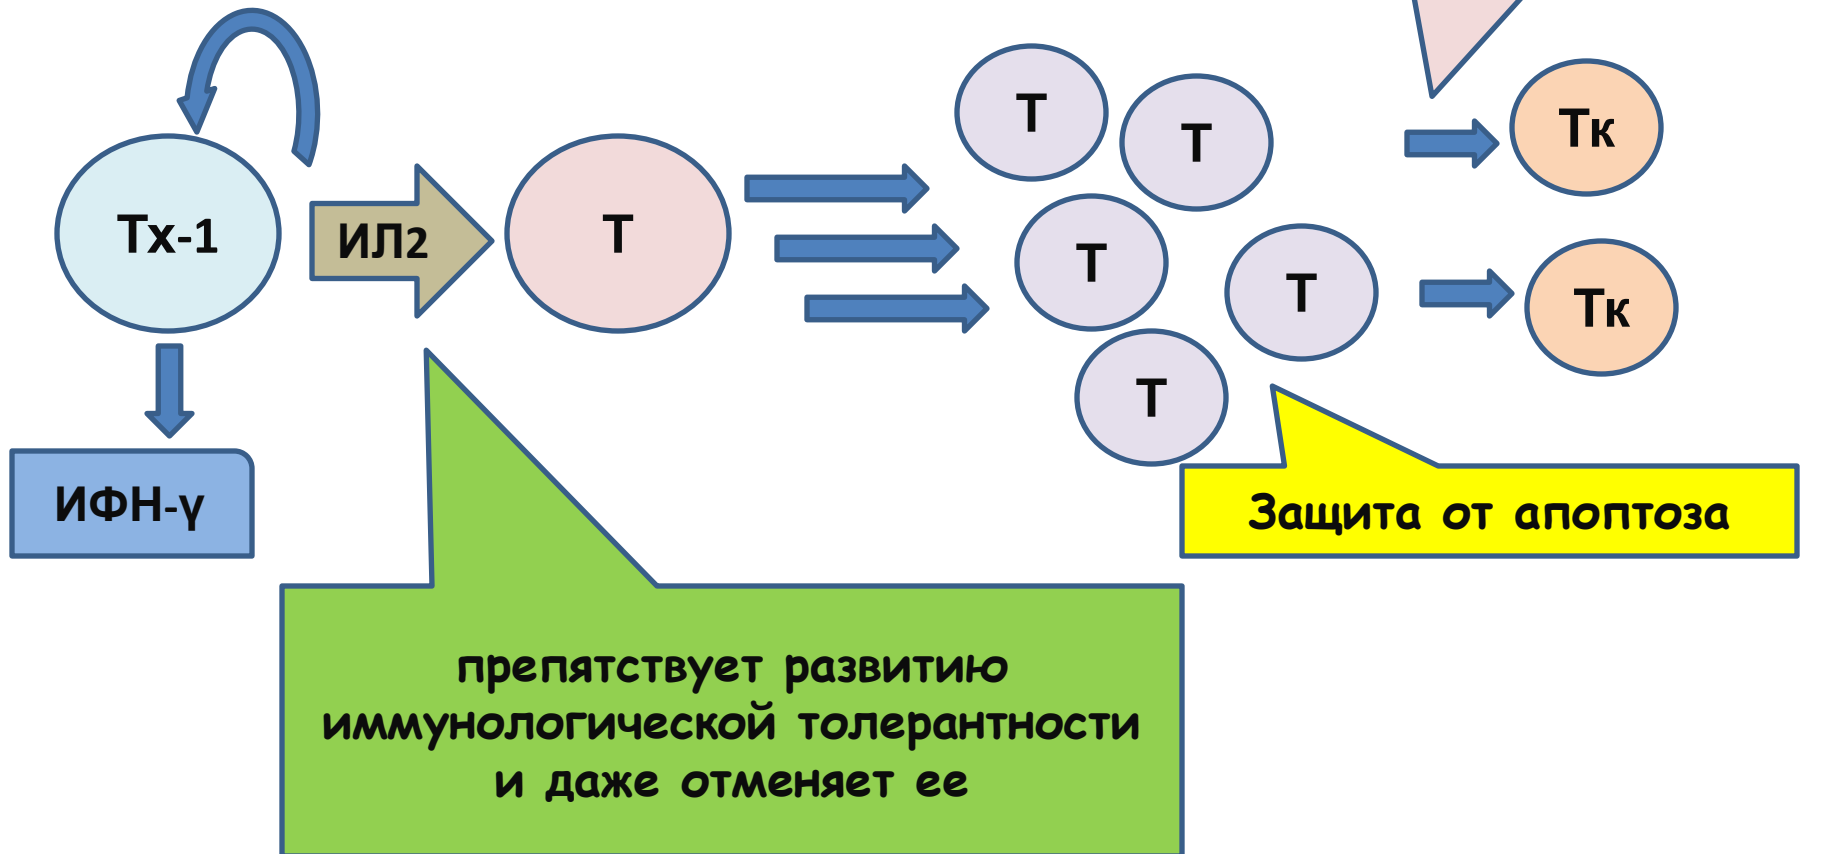 Тх-1
ИЛ2
Т
Т
Т
Т
Т
Т
Тк
Тк
ИФН-γ
Защита от апоптоза
препятствует развитию
иммунологической толерантности
и даже отменяет ее